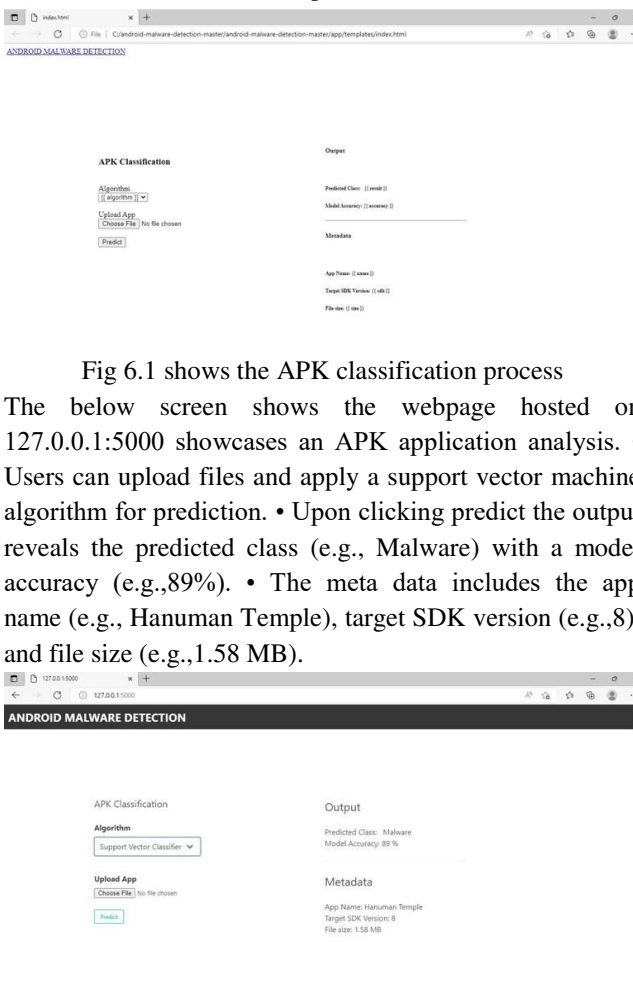 index.html
File C:/android-malware-detection-master/android-malware-detection-master/app/templates/index.html
ANDROID MALWARE DETECTION
APK Classification
Algorithm
{{ algorithm }}
Upload App
Choose File No file chosen
Predict
Output
Predicted Class: {{ result }}
Model Accuracy: {{ accuracy }}
Metadata
App Name: {{ name }}
Target SDK Version: {{ sdk }}
File size: {{ size }}
Fig 6.1 shows the APK classification process
The below screen shows the webpage hosted on
127.0.0.1:5000 showcases an APK application analysis. •
Users can upload files and apply a support vector machine
algorithm for prediction. • Upon clicking predict the output
reveals the predicted class (e.g., Malware) with a model
accuracy (e.g.,89%). • The meta data includes the app
name (e.g., Hanuman Temple), target SDK version (e.g.,8)
and file size (e.g.,1.58 MB).
127.0.0.1:5000
127.0.0.1:5000
ANDROID MALWARE DETECTION
APK Classification
Algorithm
Support Vector Classifier
Upload App
Choose File No file chosen
Predict
Output
Predicted Class: Malware
Model Accuracy: 89 %
Metadata
App Name: Hanuman Temple
Target SDK Version: 8
File size: 1.58 MB